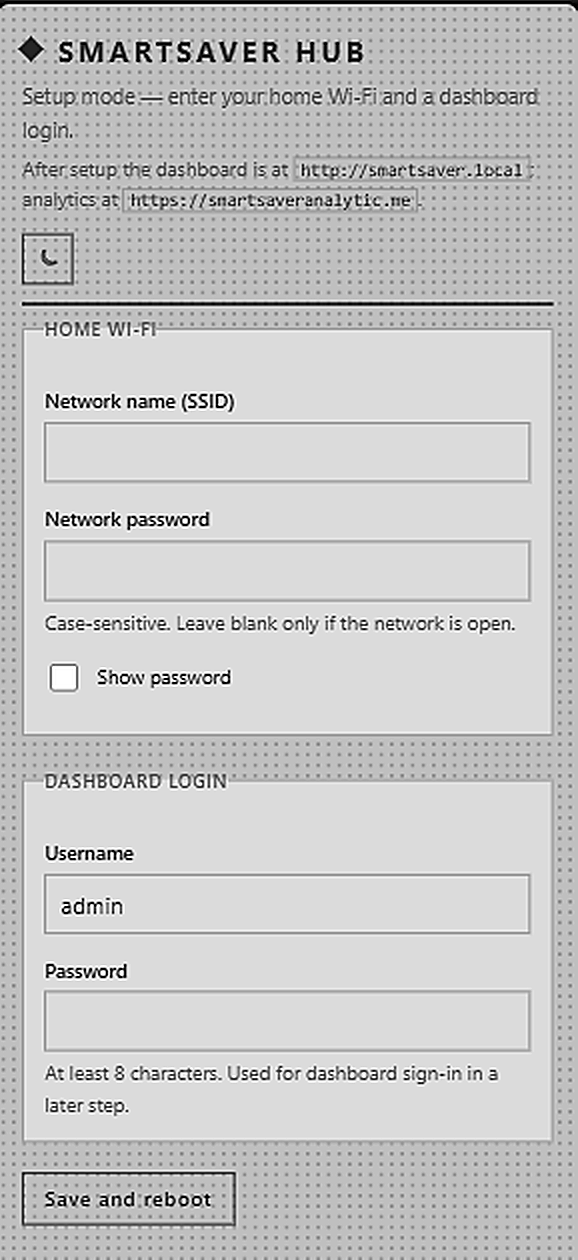 SMARTSAVER HUB
Setup mode — enter your home Wi-Fi and a dashboard
login.
After setup the dashboard is at http://smartsaver.local;
analytics at https://smartsaveranalytic.me.
HOME WI-FI
Network name (SSID)
Network password
Case-sensitive. Leave blank only if the network is open.
Show password
DASHBOARD LOGIN
Username
admin
Password
At least 8 characters. Used for dashboard sign-in in a
later step.
Save and reboot